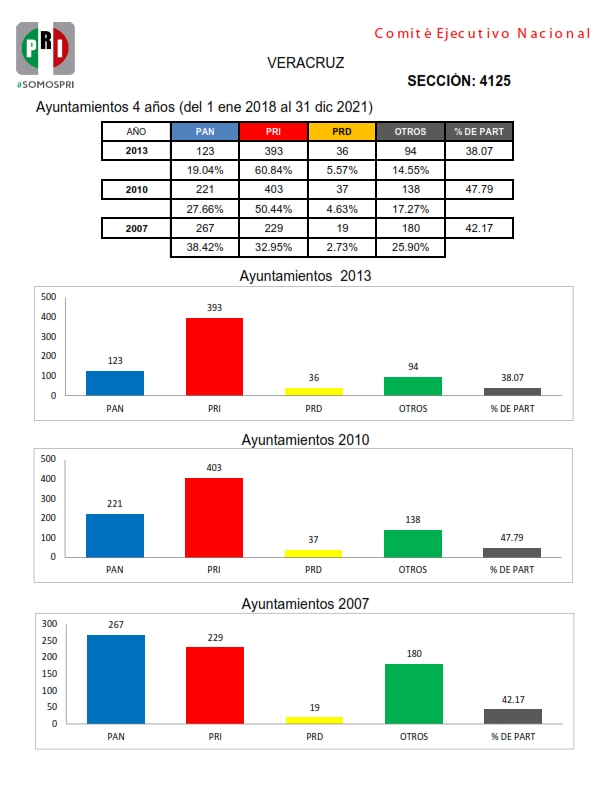 Comité Ejecutivo Nacional
PRI
#SOMOSPRI
VERACRUZ
SECCIÓN: 4125
Ayuntamientos 4 años (del 1 ene 2018 al 31 dic 2021)
AÑO PAN PRI PRD OTROS % DE PART
2013 123 393 36 94 38.07
19.04% 60.84% 5.57% 14.55%
2010 221 403 37 138 47.79
27.66% 50.44% 4.63% 17.27%
2007 267 229 19 180 42.17
38.42% 32.95% 2.73% 25.90%
Ayuntamientos 2013
500
400
300
200
100
0
123 393 36 94 38.07
PAN PRI PRD OTROS % DE PART
Ayuntamientos 2010
500
400
300
200
100
0
221 403 37 138 47.79
PAN PRI PRD OTROS % DE PART
Ayuntamientos 2007
300
250
200
150
100
50
0
267 229 19 180 42.17
PAN PRI PRD OTROS % DE PART